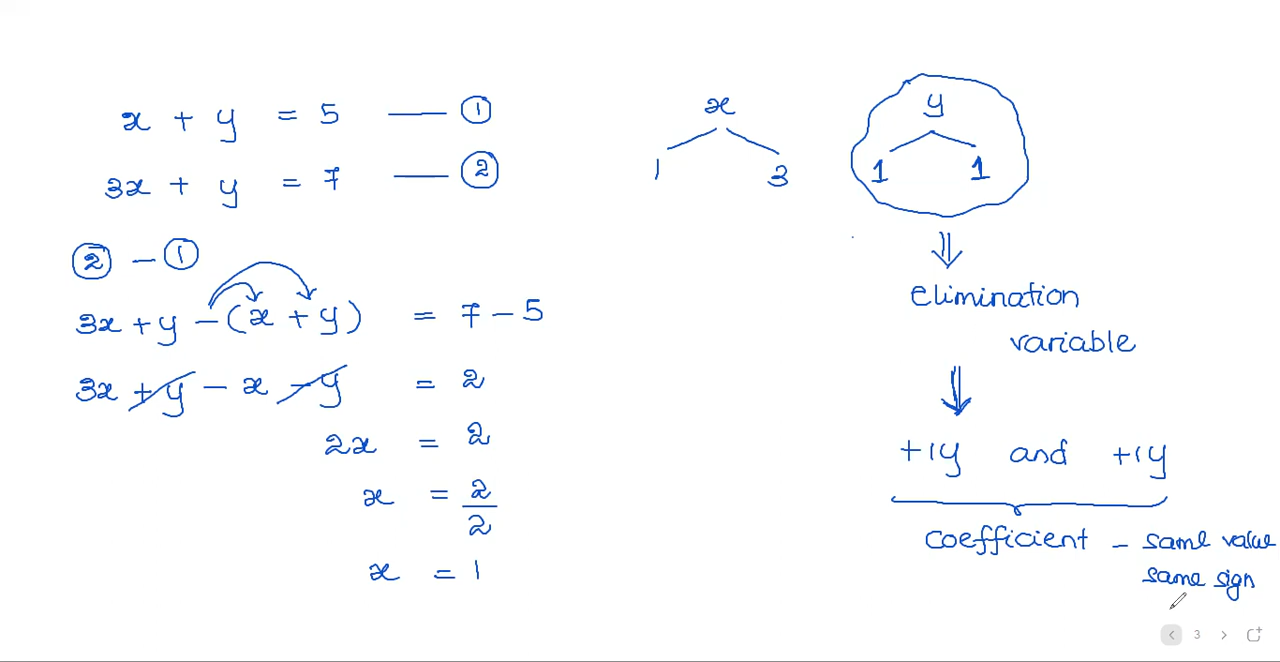 x + y = 5 —— ①
3x + y = 7 —— ②
② - ①
3x + y - (x + y) = 7 - 5
3x + y - x - y = 2
2x = 2
x = 2/2
x = 1
x
1 3
y
1 1
⇓
Elimination
variable
⇓
+1y and +1y
coefficient - same value
same sign
3